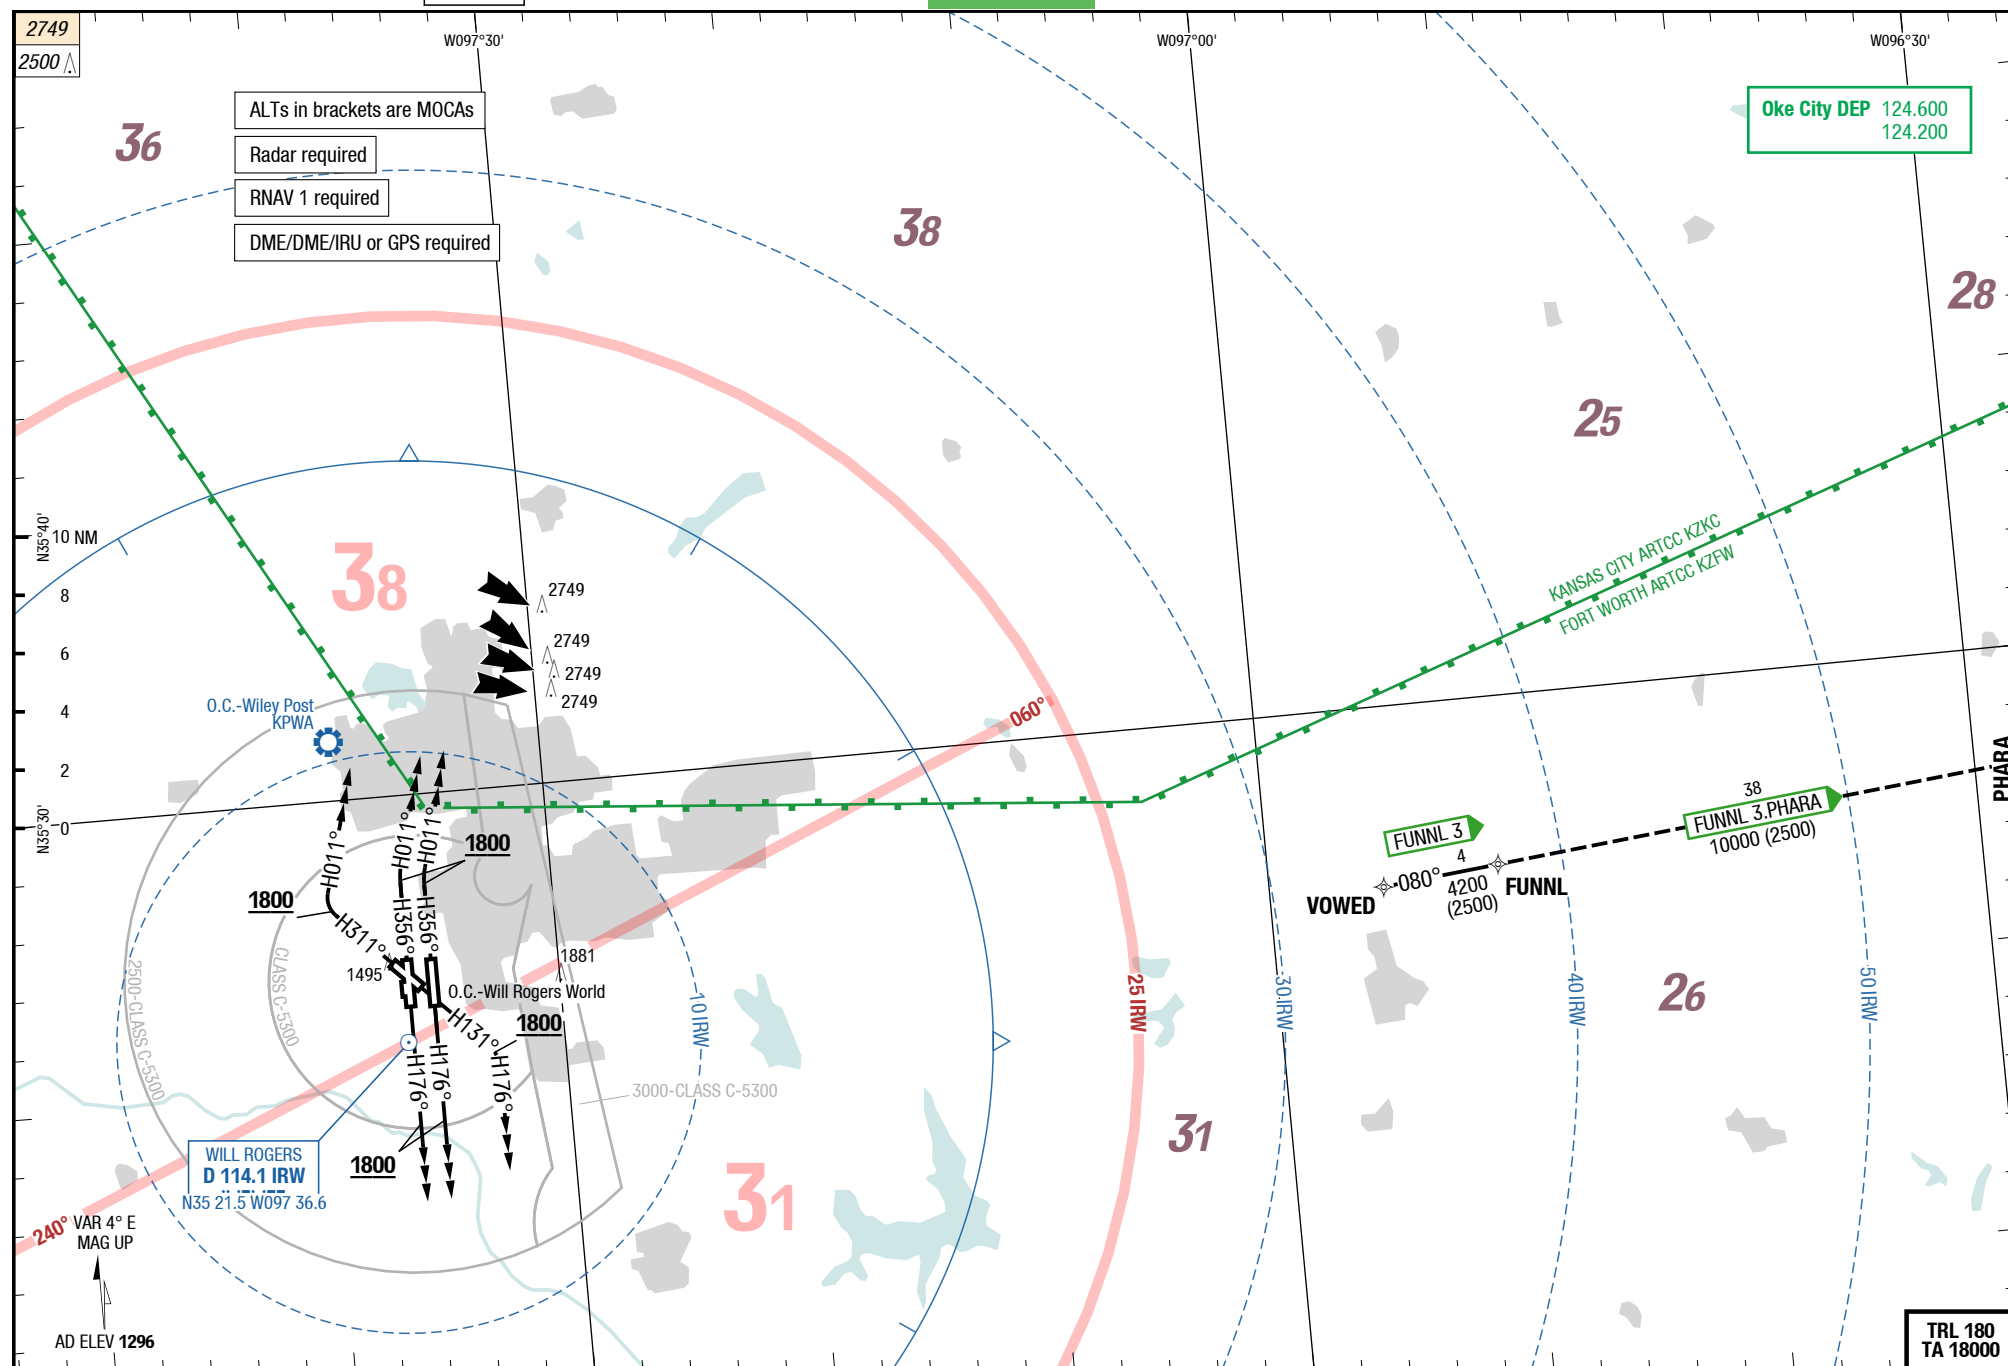 2749
2500
W097°30'
W097°00'
W096°30'
ALTs in brackets are MOCAs
Radar required
RNAV 1 required
DME/DME/IRU or GPS required
Oke City DEP 124.600
124.200
36
38
28
25
38
26
31
31
N35°40'
10 NM
8
6
4
2
0
N35°30'
2749
2749
2749
2749
O.C.-Wiley Post
KPWA
060°
KANSAS CITY ARTCC KZKC
FORT WORTH ARTCC KZFW
PHARA
38
FUNNL 3.PHARA
10000 (2500)
FUNNL 3
4
080°
4200
(2500)
VOWED
FUNNL
H011°
H011°
H011°
1800
1800
H311°
H356°
H356°
1495
1881
O.C.-Will Rogers World
H131°
1800
H176°
H176°
H176°
1800
CLASS C-5300
2500-CLASS C-5300
3000-CLASS C-5300
10 IRW
25 IRW
30 IRW
40 IRW
50 IRW
WILL ROGERS
D 114.1 IRW
N35 21.5 W097 36.6
240°
VAR 4° E
MAG UP
AD ELEV 1296
TRL 180
TA 18000